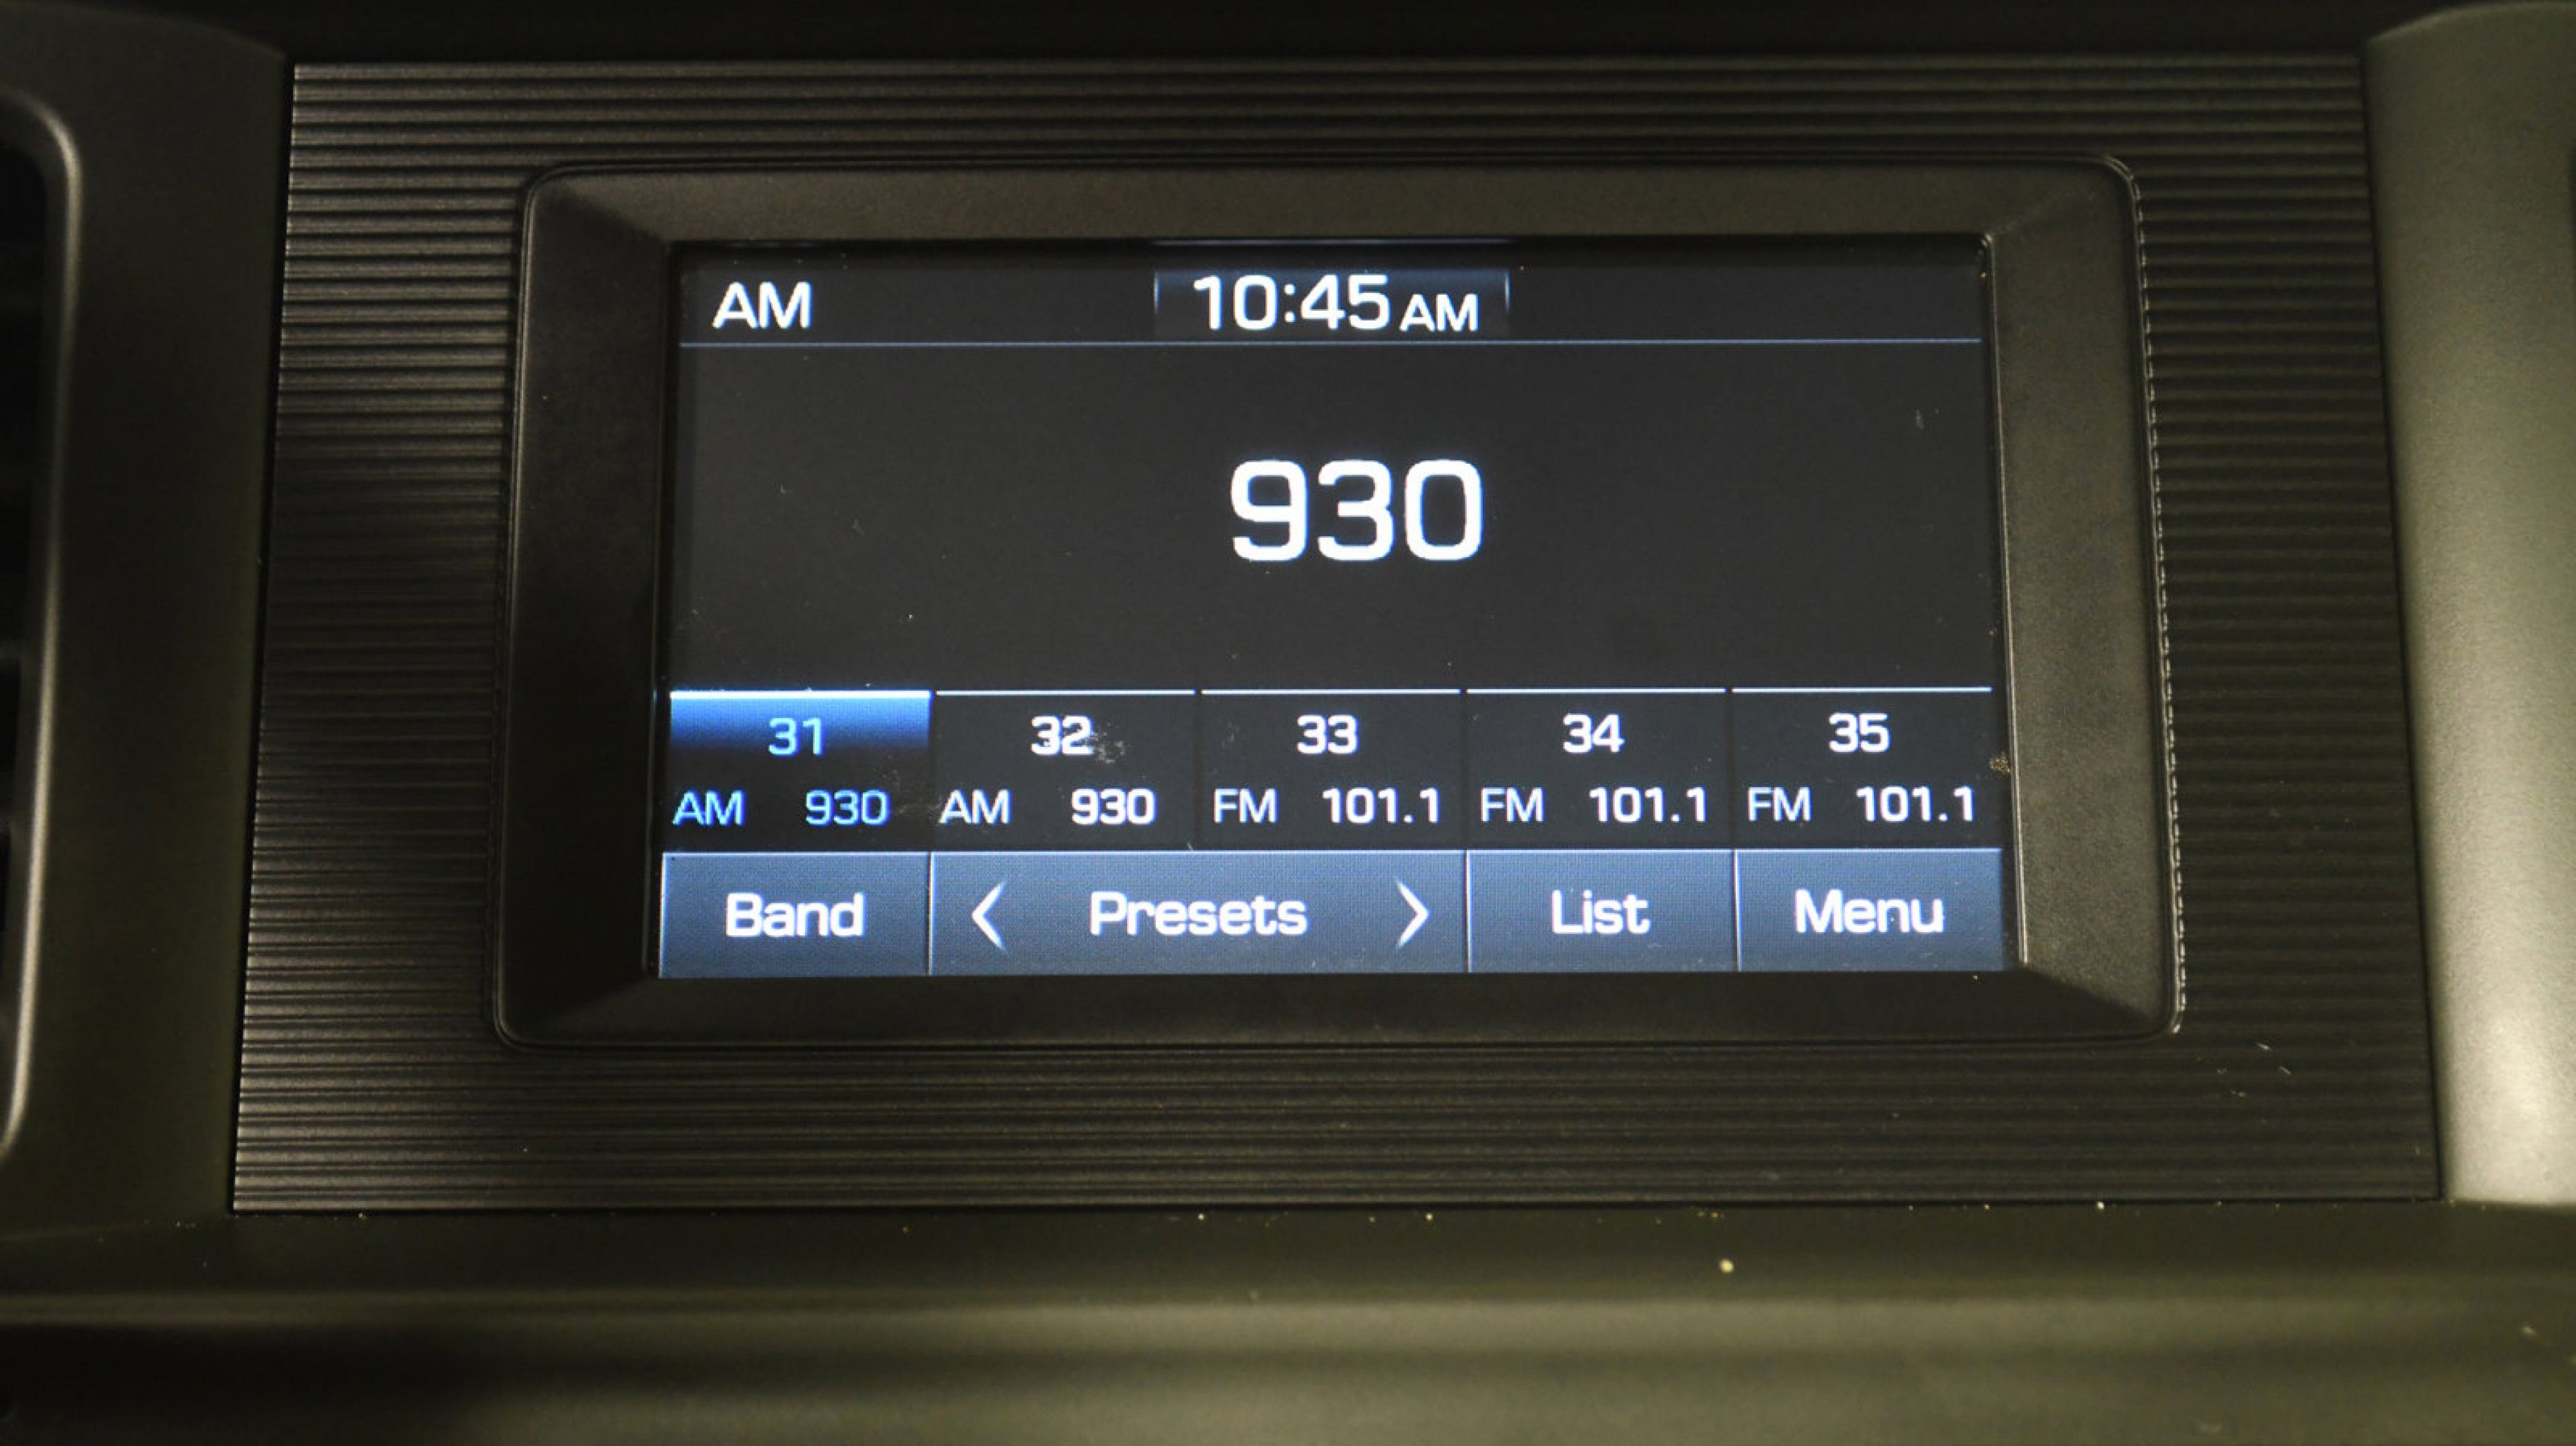 AM 10:45 AM
930
31 32 33 34 35
AM 930 AM 930 FM 101.1 FM 101.1 FM 101.1
Band < Presets > List Menu